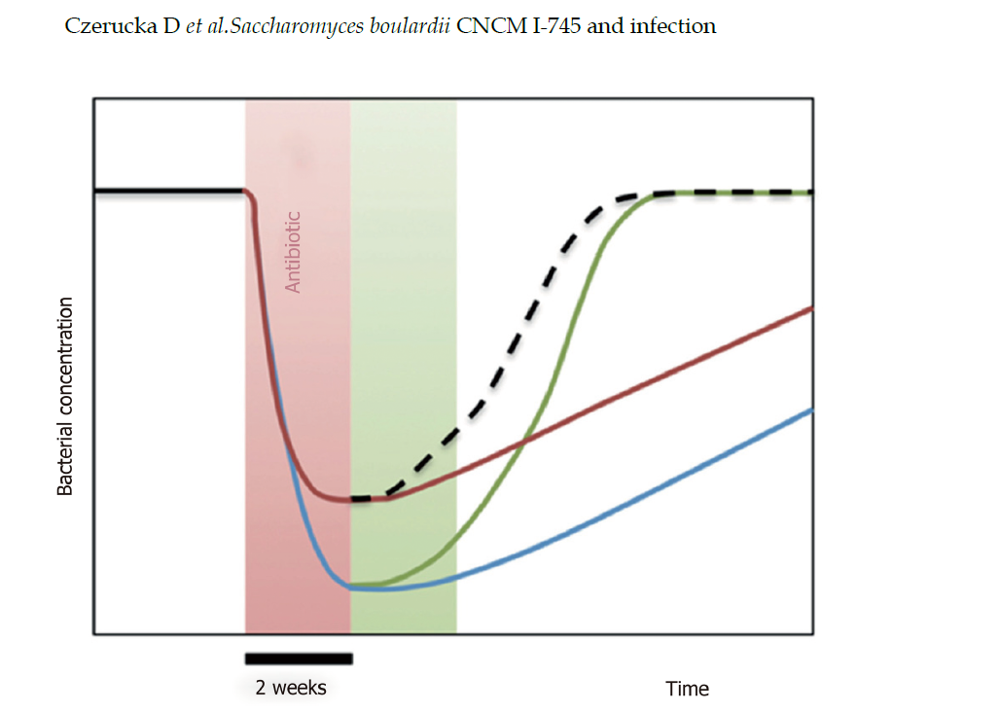 Czerucka D et al.Saccharomyces boulardii CNCM I-745 and infection
Antibiotic
Bacterial concentration
2 weeks
Time